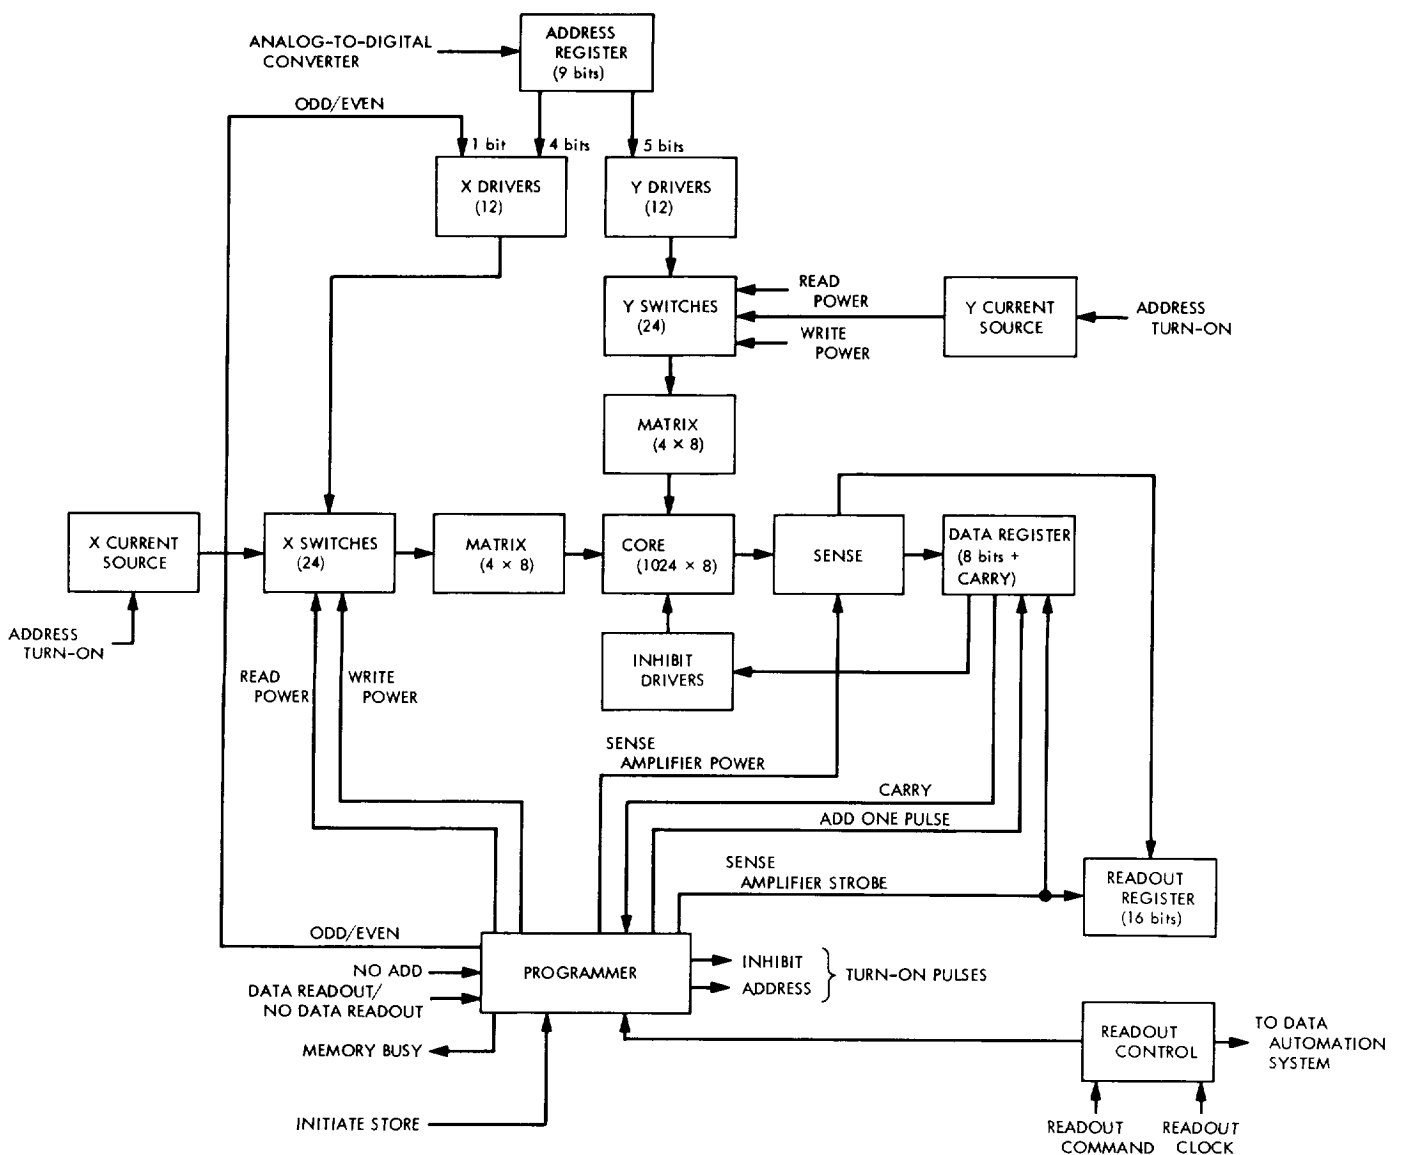 ADDRESS
REGISTER
(9 bits)
ANALOG-TO-DIGITAL
CONVERTER
ODD/EVEN
1 bit
4 bits
5 bits
X DRIVERS
(12)
Y DRIVERS
(12)
Y SWITCHES
(24)
READ
POWER
WRITE
POWER
Y CURRENT
SOURCE
ADDRESS
TURN-ON
MATRIX
(4 × 8)
X CURRENT
SOURCE
X SWITCHES
(24)
MATRIX
(4 × 8)
CORE
(1024 × 8)
SENSE
DATA REGISTER
(8 bits +
CARRY)
ADDRESS
TURN-ON
READ
POWER
WRITE
POWER
INHIBIT
DRIVERS
SENSE
AMPLIFIER POWER
CARRY
ADD ONE PULSE
SENSE
AMPLIFIER STROBE
READOUT
REGISTER
(16 bits)
ODD/EVEN
NO ADD
DATA READOUT/
NO DATA READOUT
MEMORY BUSY
INITIATE STORE
PROGRAMMER
INHIBIT
ADDRESS
TURN-ON PULSES
READOUT
CONTROL
TO DATA
AUTOMATION
SYSTEM
READOUT
COMMAND
READOUT
CLOCK